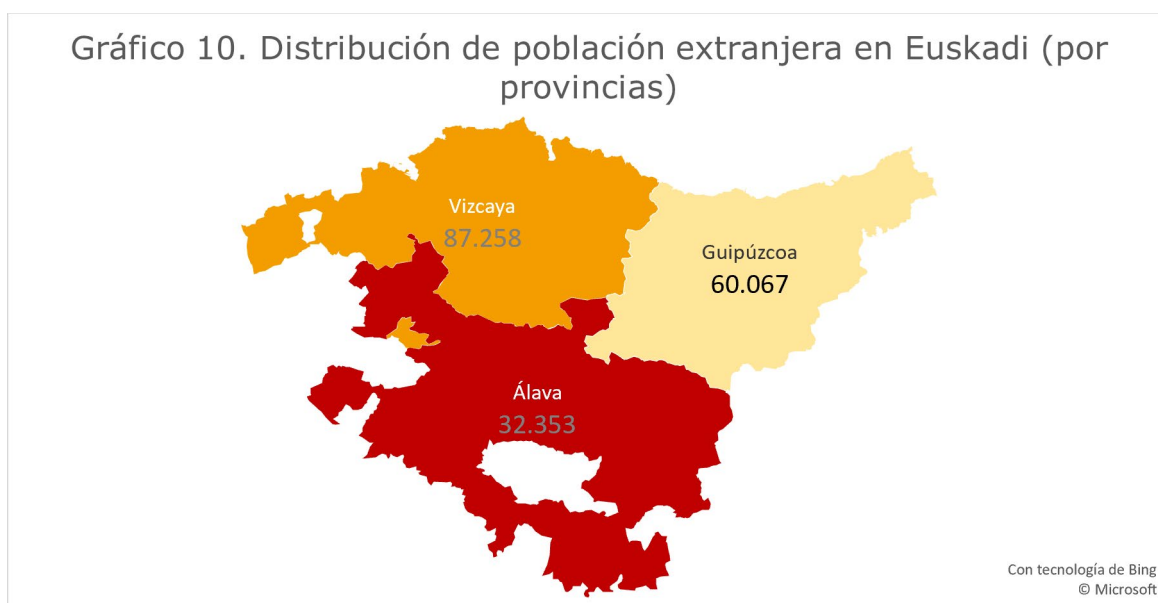 Gráfico 10. Distribución de población extranjera en Euskadi (por
provincias)
Vizcaya
87.258
Guipúzcoa
60.067
Álava
32.353
Con tecnología de Bing
© Microsoft